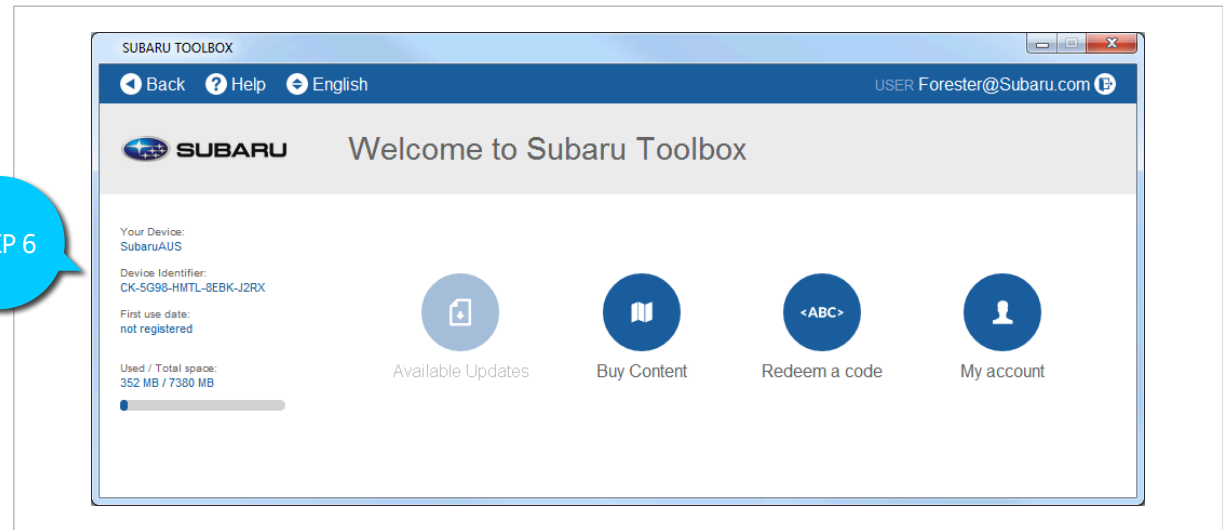 SUBARU TOOLBOX
Back Help English USER Forester@Subaru.com
SUBARU Welcome to Subaru Toolbox
P 6
Your Device:
SubaruAUS
Device Identifier:
CK-5G98-HMTL-8EBK-J2RX
First use date:
not registered
Used / Total space:
352 MB / 7380 MB
<ABC>
Available Updates Buy Content Redeem a code My account